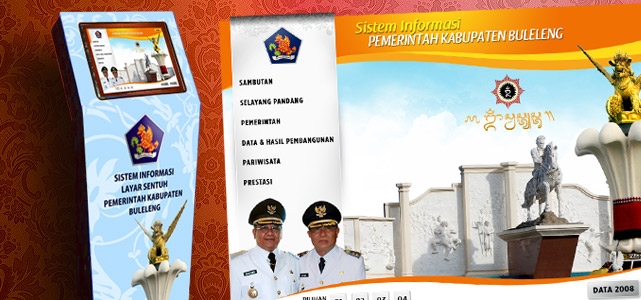 SISTEM INFORMASI
LAYAR SENTUH
PEMERINTAH KABUPATEN
BULELENG
Sistem Informasi
PEMERINTAH KABUPATEN BULELENG
SAMBUTAN
SELAYANG PANDANG
PEMERINTAH
DATA & HASIL PEMBANGUNAN
PARIWISATA
PRESTASI
DATA 2008